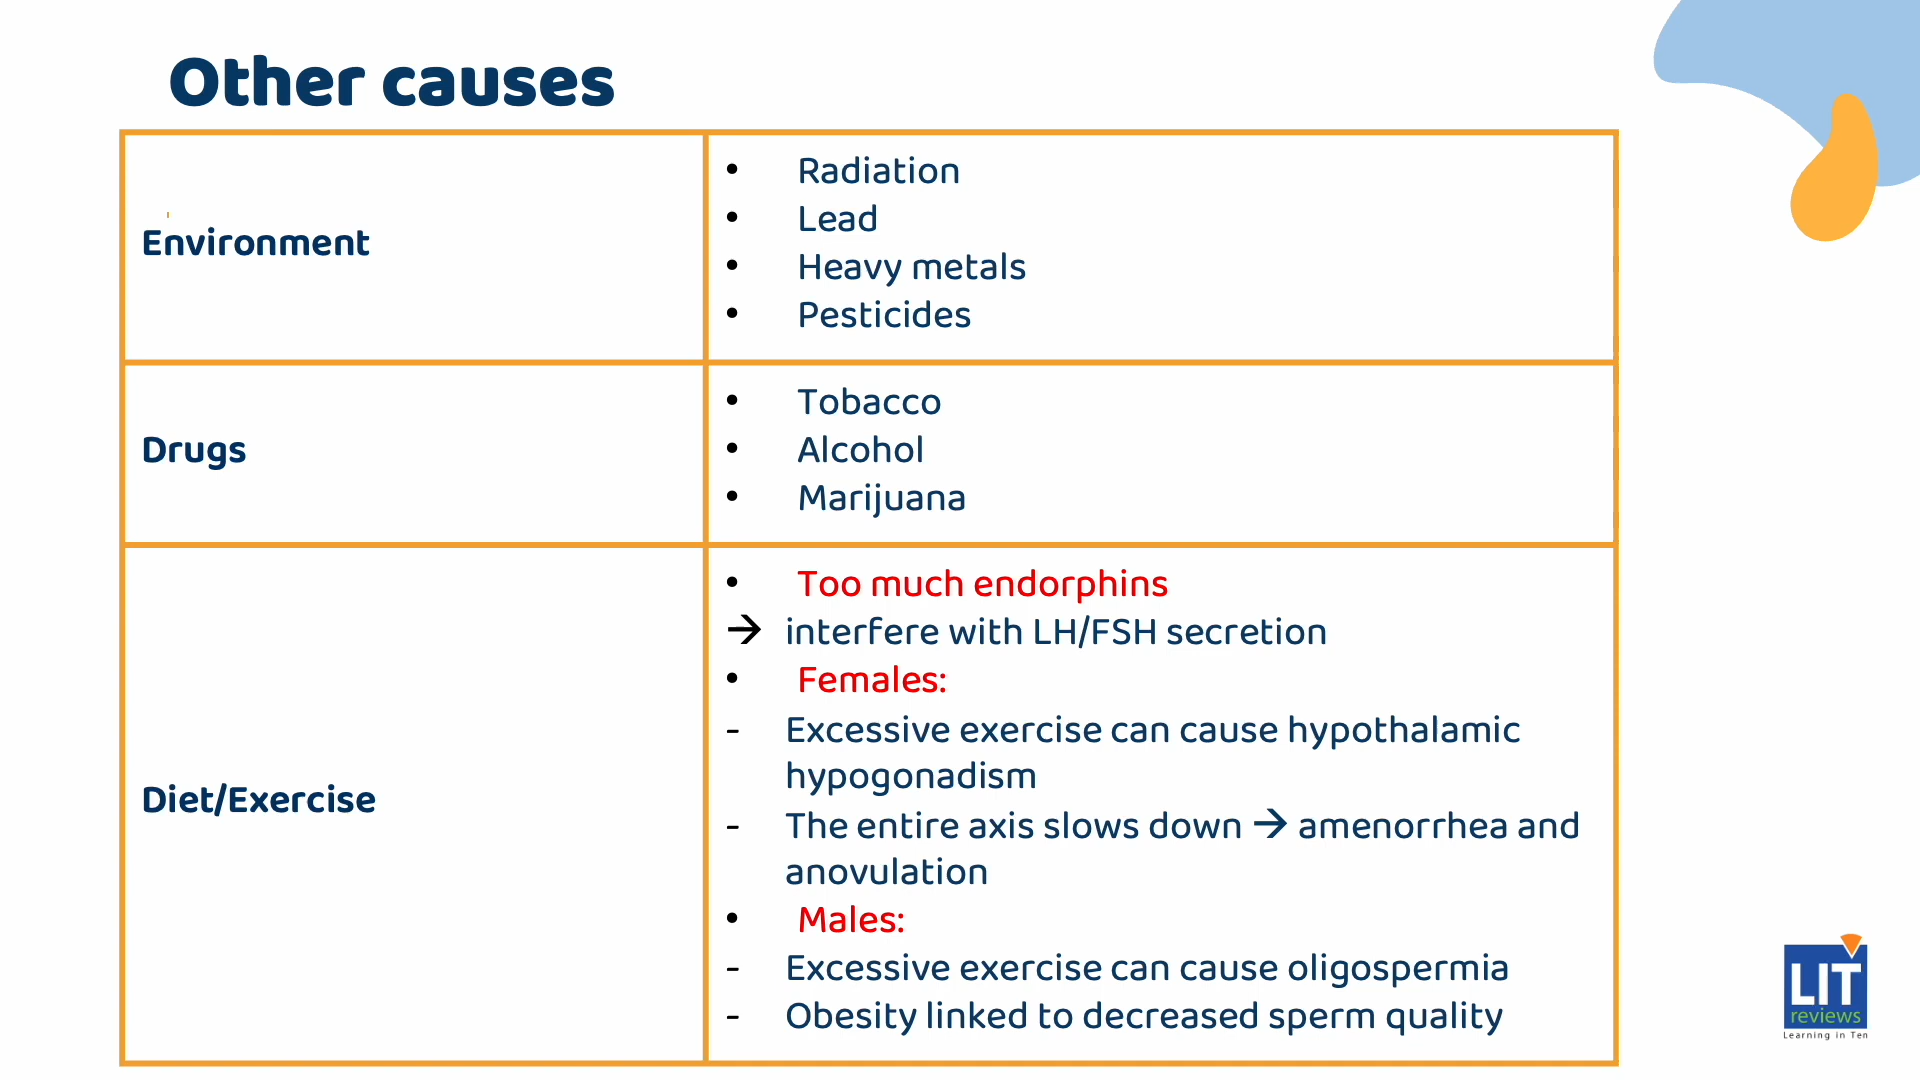 Other causes
Environment
• Radiation
• Lead
• Heavy metals
• Pesticides
Drugs
• Tobacco
• Alcohol
• Marijuana
Diet/Exercise
• Too much endorphins
→ interfere with LH/FSH secretion
• Females:
- Excessive exercise can cause hypothalamic
hypogonadism
- The entire axis slows down → amenorrhea and
anovulation
• Males:
- Excessive exercise can cause oligospermia
- Obesity linked to decreased sperm quality
LIT
reviews
Learning in Ten